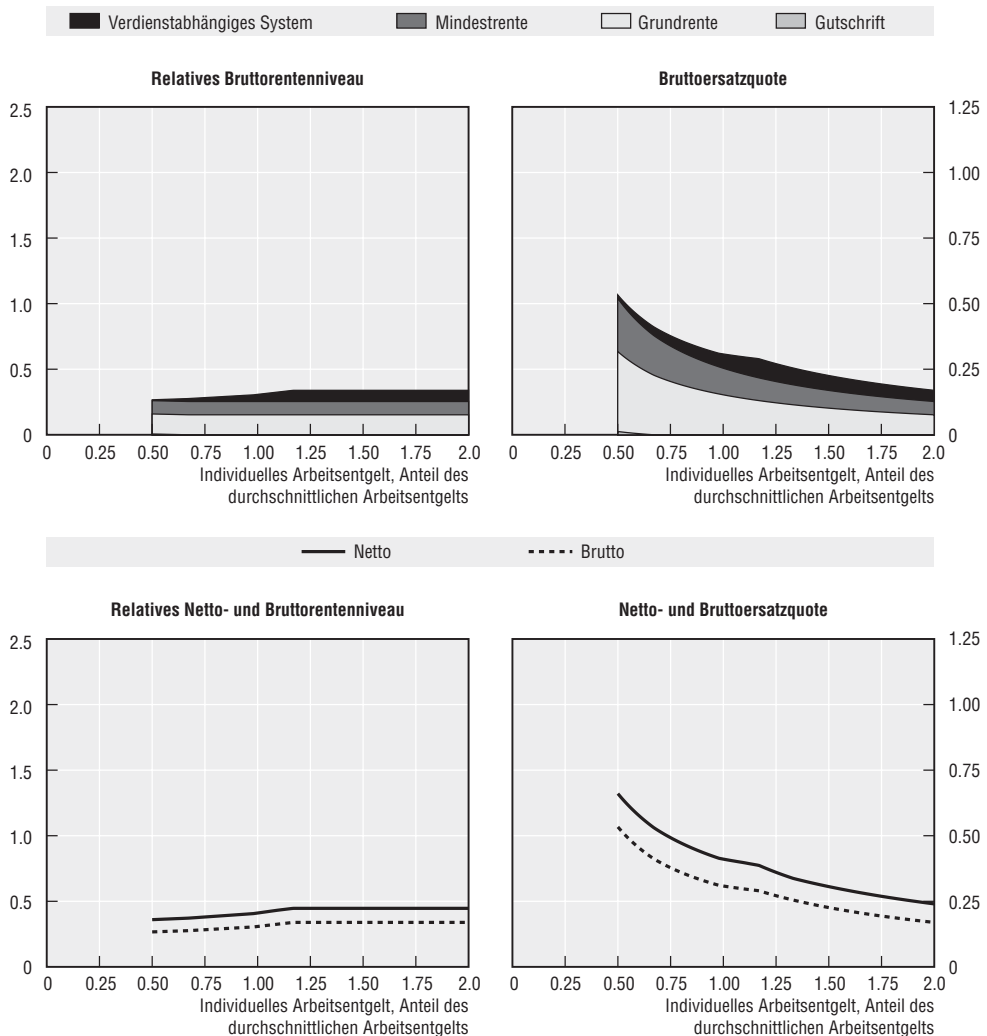 Verdienstabhängiges System Mindestrente Grundrente Gutschrift
Relatives Bruttorentenniveau
2.5
2.0
1.5
1.0
0.5
0
0 0.25 0.50 0.75 1.00 1.25 1.50 1.75 2.0
Individuelles Arbeitsentgelt, Anteil des
durchschnittlichen Arbeitsentgelts
Bruttoersatzquote
1.25
1.00
0.75
0.50
0.25
0
0 0.25 0.50 0.75 1.00 1.25 1.50 1.75 2.0
Individuelles Arbeitsentgelt, Anteil des
durchschnittlichen Arbeitsentgelts
Netto Brutto
Relatives Netto- und Bruttorentenniveau
2.5
2.0
1.5
1.0
0.5
0
0 0.25 0.50 0.75 1.00 1.25 1.50 1.75 2.0
Individuelles Arbeitsentgelt, Anteil des
durchschnittlichen Arbeitsentgelts
Netto- und Bruttoersatzquote
1.25
1.00
0.75
0.50
0.25
0
0 0.25 0.50 0.75 1.00 1.25 1.50 1.75 2.0
Individuelles Arbeitsentgelt, Anteil des
durchschnittlichen Arbeitsentgelts